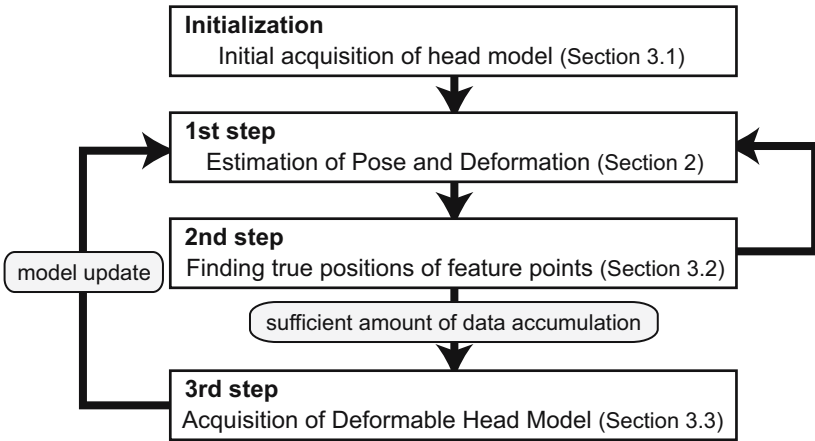 Initialization
Initial acquisition of head model (Section 3.1)
1st step
Estimation of Pose and Deformation (Section 2)
2nd step
Finding true positions of feature points (Section 3.2)
model update
sufficient amount of data accumulation
3rd step
Acquisition of Deformable Head Model (Section 3.3)